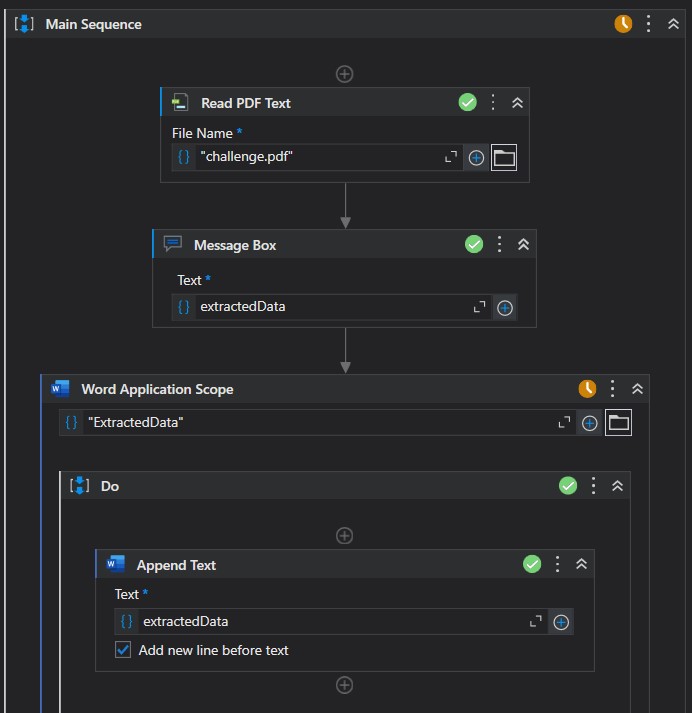 Main Sequence
Read PDF Text
File Name *
"challenge.pdf"
Message Box
Text *
extractedData
Word Application Scope
"ExtractedData"
Do
Append Text
Text *
extractedData
Add new line before text